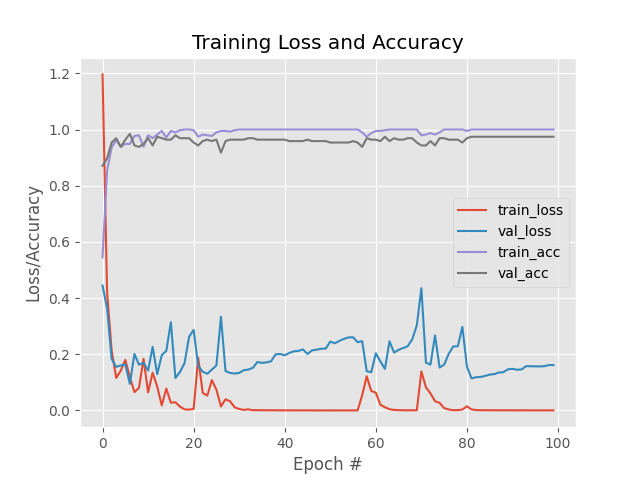 Training Loss and Accuracy
Loss/Accuracy
1.2
1.0
0.8
0.6
0.4
0.2
0.0
train_loss
val_loss
train_acc
val_acc
0 20 40 60 80 100
Epoch #